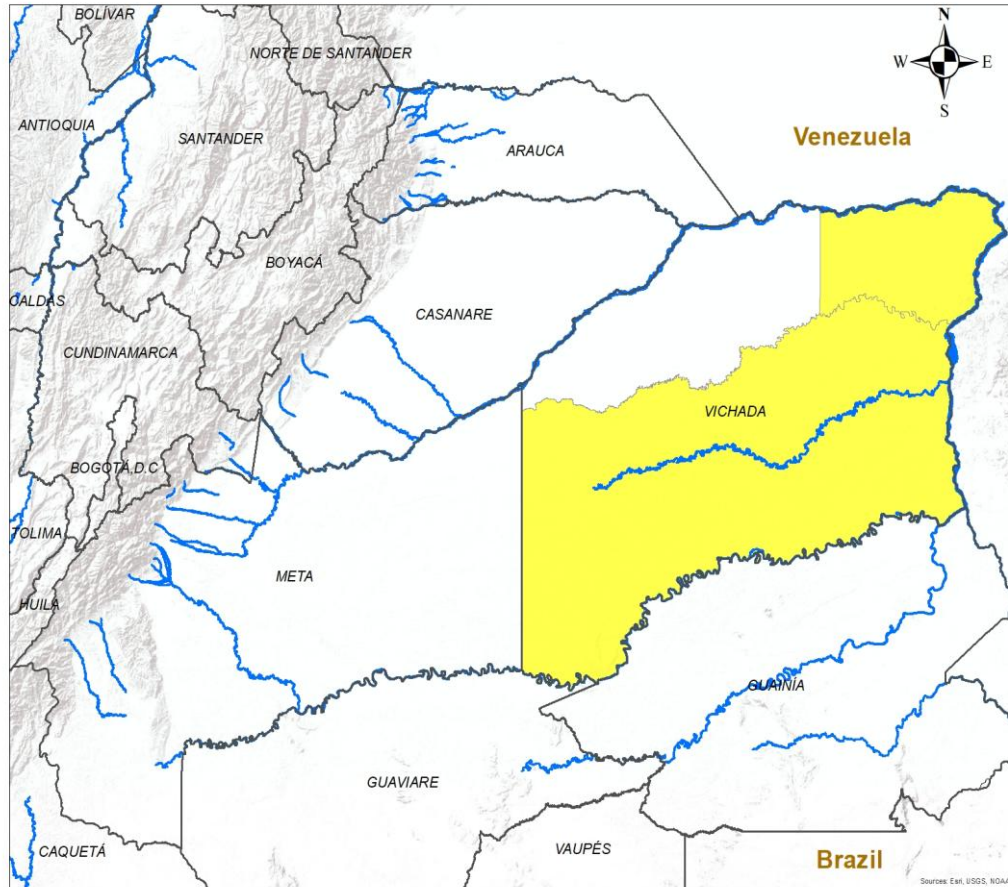 BOLÍVAR
N
NORTE DE SANTANDER
W
E
S
ANTIOQUIA
SANTANDER
ARAUCA
Venezuela
BOYACÁ
CALDAS
CASANARE
CUNDINAMARCA
VICHADA
BOGOTÁ, D.C
TOLIMA
META
HUILA
GUAINÍA
GUAVIARE
CAQUETÁ
VAUPÉS
Brazil
Sources: Esri, USGS, NOAA